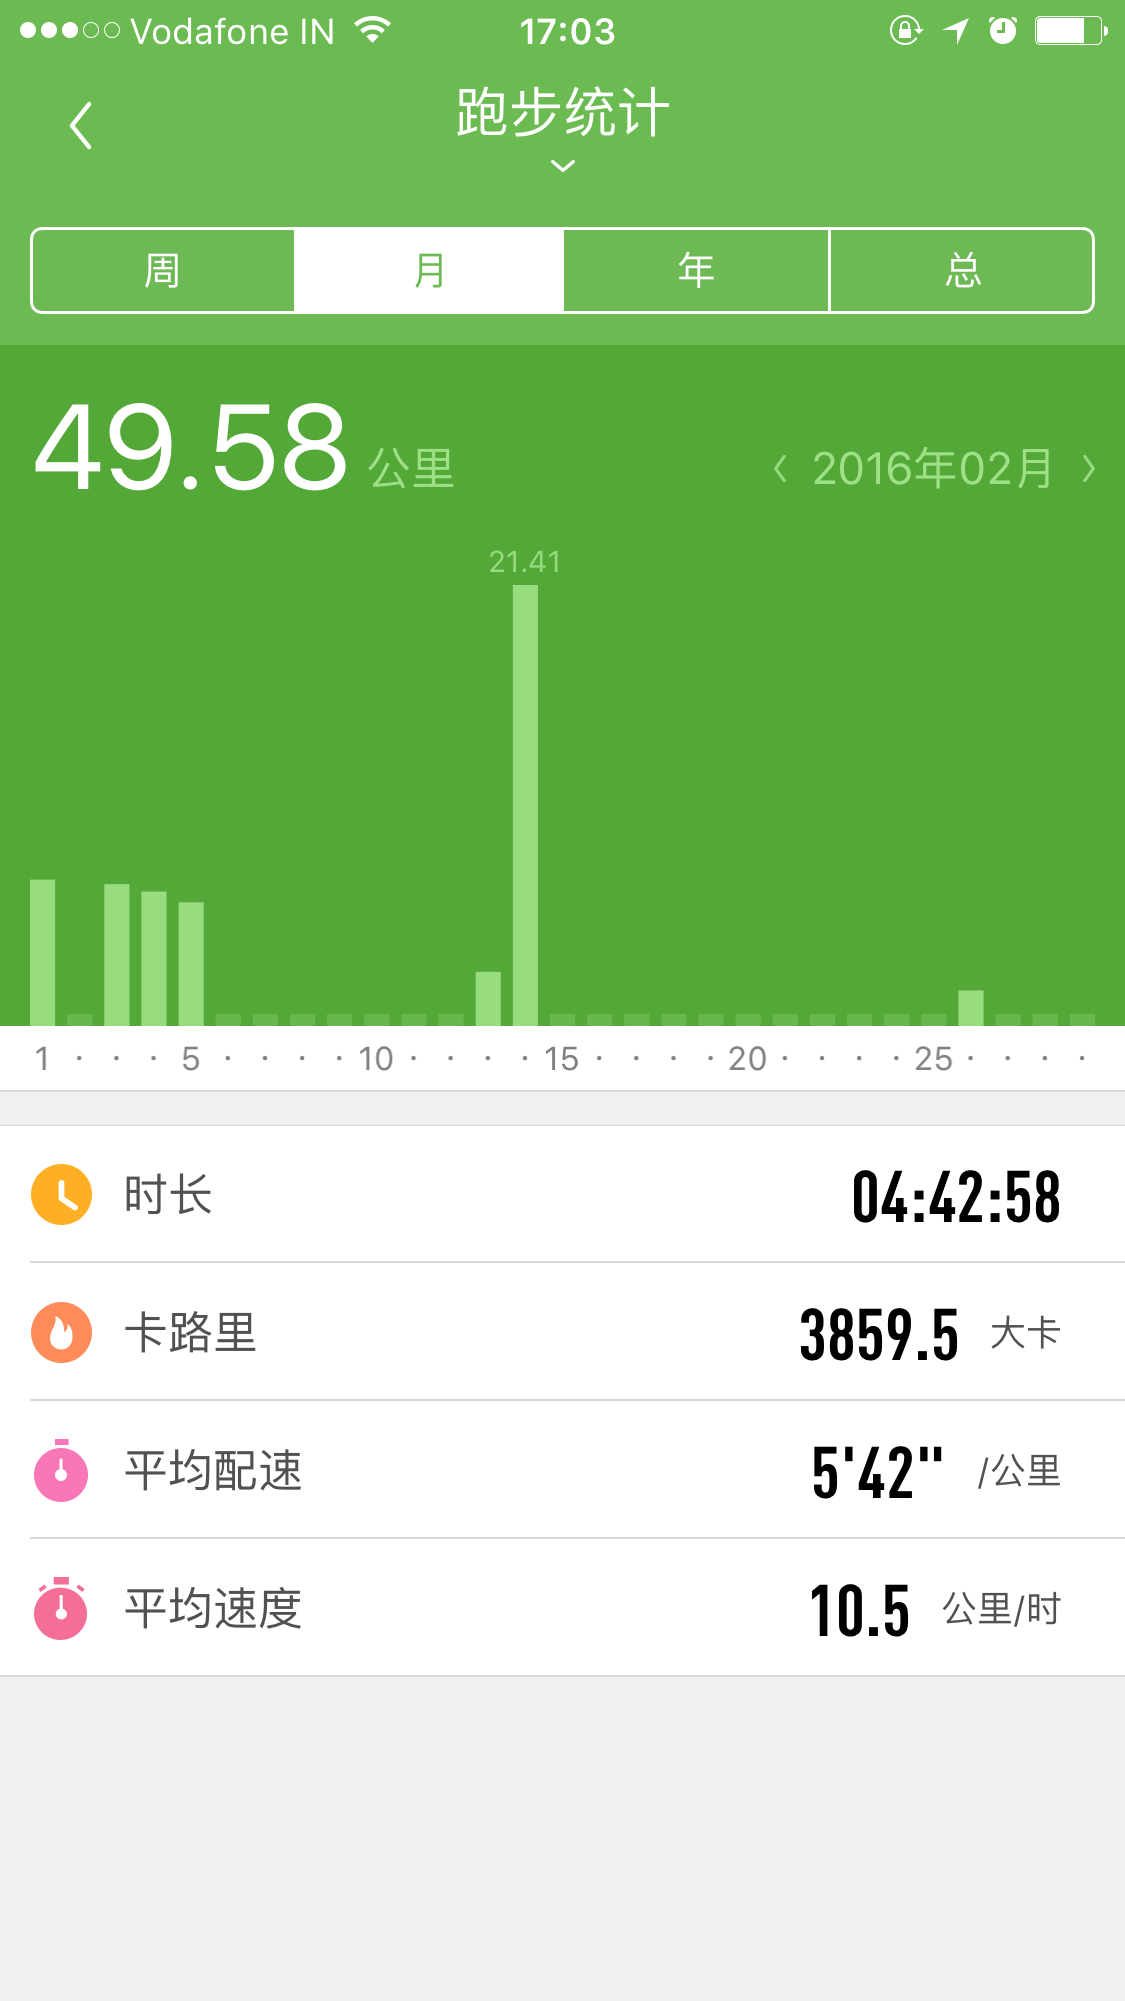 Vodafone IN 17:03
跑步统计
周 月 年 总
49.58 公里 2016年02月
21.41
1 · · · 5 · · · · 10 · · · · 15 · · · · 20 · · · · 25 · · · ·
时长 04:42:58
卡路里 3859.5 大卡
平均配速 5'42" /公里
平均速度 10.5 公里/时